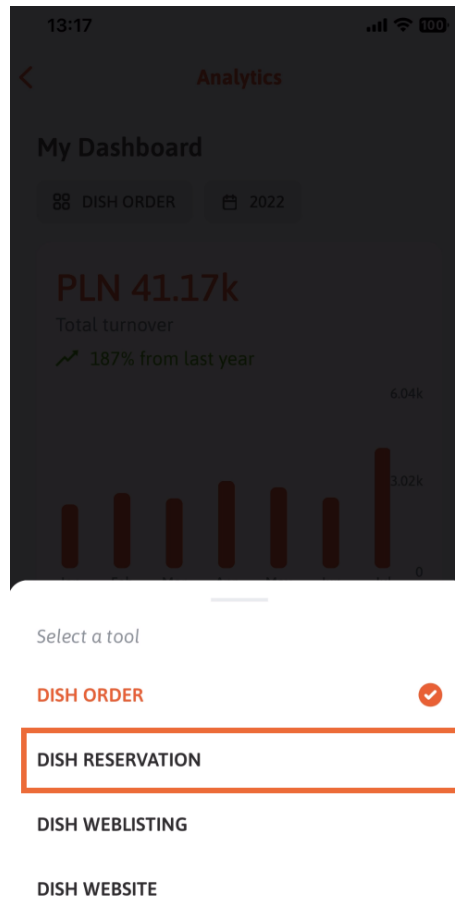 13:17
100
Analytics
My Dashboard
DISH ORDER
2022
PLN 41.17k
Total turnover
187% from last year
6.04k
3.02k
0
Select a tool
DISH ORDER
DISH RESERVATION
DISH WEBLISTING
DISH WEBSITE